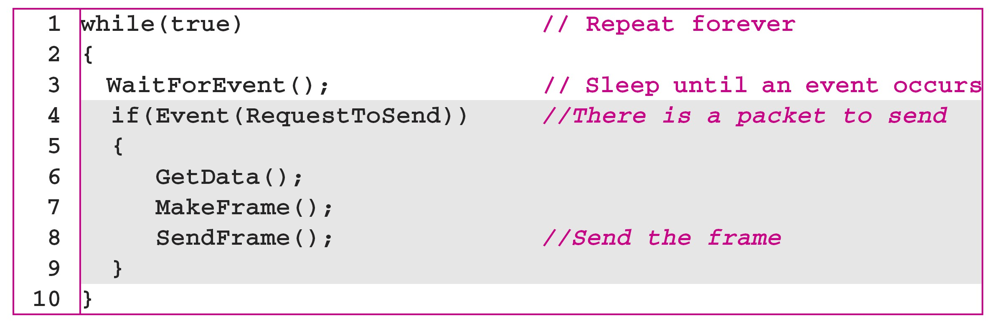 1 while(true) // Repeat forever
2 {
3 WaitForEvent(); // Sleep until an event occurs
4 if(Event(RequestToSend)) //There is a packet to send
5 {
6 GetData();
7 MakeFrame();
8 SendFrame(); //Send the frame
9 }
10 }